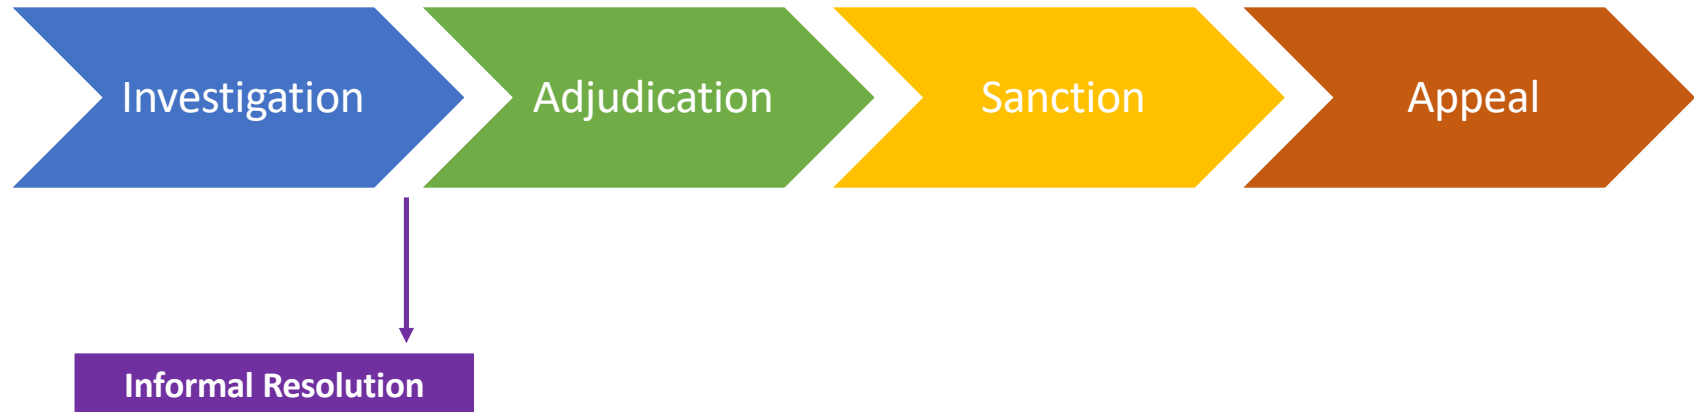 Investigation
Adjudication
Sanction
Appeal
Informal Resolution